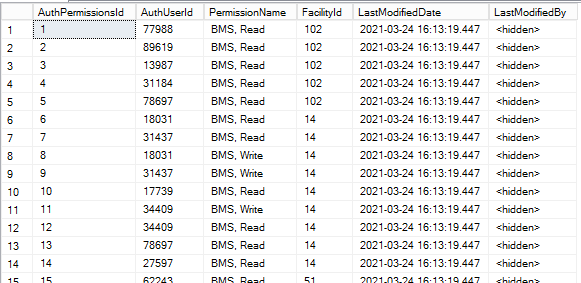 AuthPermissionsId AuthUserId PermissionName FacilityId LastModifiedDate LastModifiedBy
1 1 77988 BMS, Read 102 2021-03-24 16:13:19.447 <hidden>
2 2 89619 BMS, Read 102 2021-03-24 16:13:19.447 <hidden>
3 3 13987 BMS, Read 102 2021-03-24 16:13:19.447 <hidden>
4 4 31184 BMS, Read 102 2021-03-24 16:13:19.447 <hidden>
5 5 78697 BMS, Read 102 2021-03-24 16:13:19.447 <hidden>
6 6 18031 BMS, Read 14 2021-03-24 16:13:19.447 <hidden>
7 7 31437 BMS, Read 14 2021-03-24 16:13:19.447 <hidden>
8 8 18031 BMS, Write 14 2021-03-24 16:13:19.447 <hidden>
9 9 31437 BMS, Write 14 2021-03-24 16:13:19.447 <hidden>
10 10 17739 BMS, Read 14 2021-03-24 16:13:19.447 <hidden>
11 11 34409 BMS, Write 14 2021-03-24 16:13:19.447 <hidden>
12 12 34409 BMS, Read 14 2021-03-24 16:13:19.447 <hidden>
13 13 78697 BMS, Read 14 2021-03-24 16:13:19.447 <hidden>
14 14 27597 BMS, Read 14 2021-03-24 16:13:19.447 <hidden>
15 15 62243 BMS, Read 51 2021-03-24 16:13:19.447 <hidden>